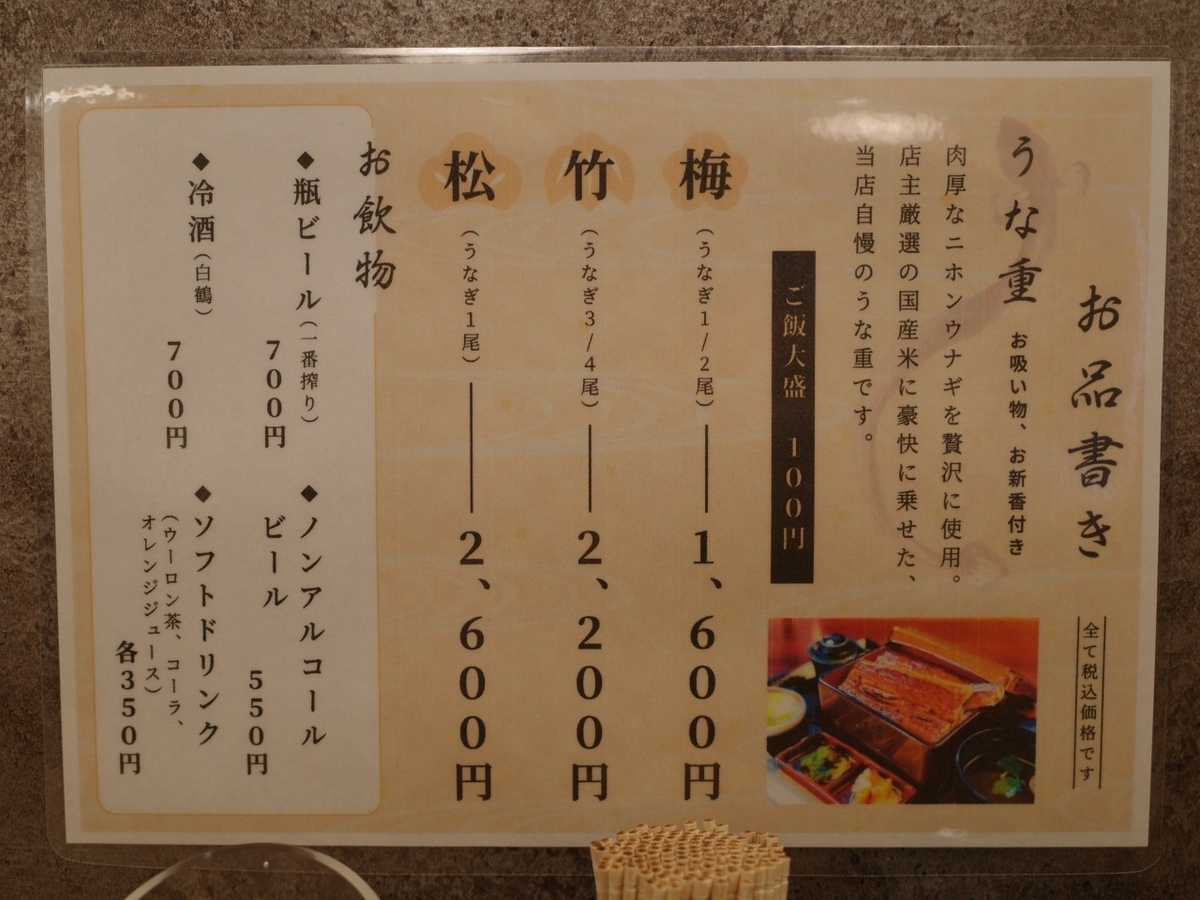 お品書き
全て税込価格です
うな重 お吸い物、お新香付き
肉厚なニホンウナギを贅沢に使用。
店主厳選の国産米に豪快に乗せた、
当店自慢のうな重です。
ご飯大盛 100円
梅(うなぎ1/2尾)――1、600円
竹(うなぎ3/4尾)――2、200円
松(うなぎ1尾)――2、600円
お飲物
◆瓶ビール(一番搾り)
700円
◆ノンアルコール
ビール
550円
◆冷酒(白鶴)
700円
◆ソフトドリンク
(ウーロン茶、コーラ、
オレンジジュース)
各350円